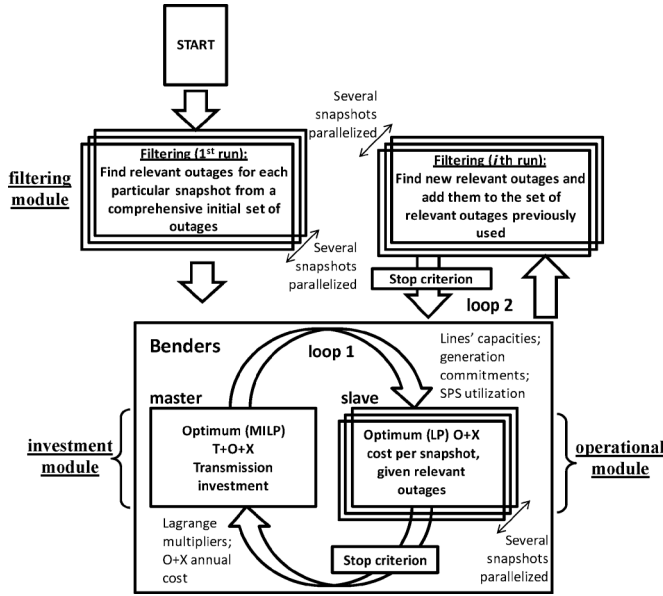 START
Several
snapshots
parallelized
filtering
module
Filtering (1st run):
Find relevant outages for each
particular snapshot from a
comprehensive initial set of
outages
Filtering (i th run):
Find new relevant outages and
add them to the set of
relevant outages previously
used
Several
snapshots
parallelized
Stop criterion
loop 2
Benders
loop 1
Lines' capacities;
generation
commitments;
SPS utilization
master
slave
investment
module
Optimum (MILP)
T+O+X
Transmission
investment
Optimum (LP) O+X
cost per snapshot,
given relevant
outages
operational
module
Lagrange
multipliers;
O+X annual
cost
Stop criterion
Several
snapshots
parallelized